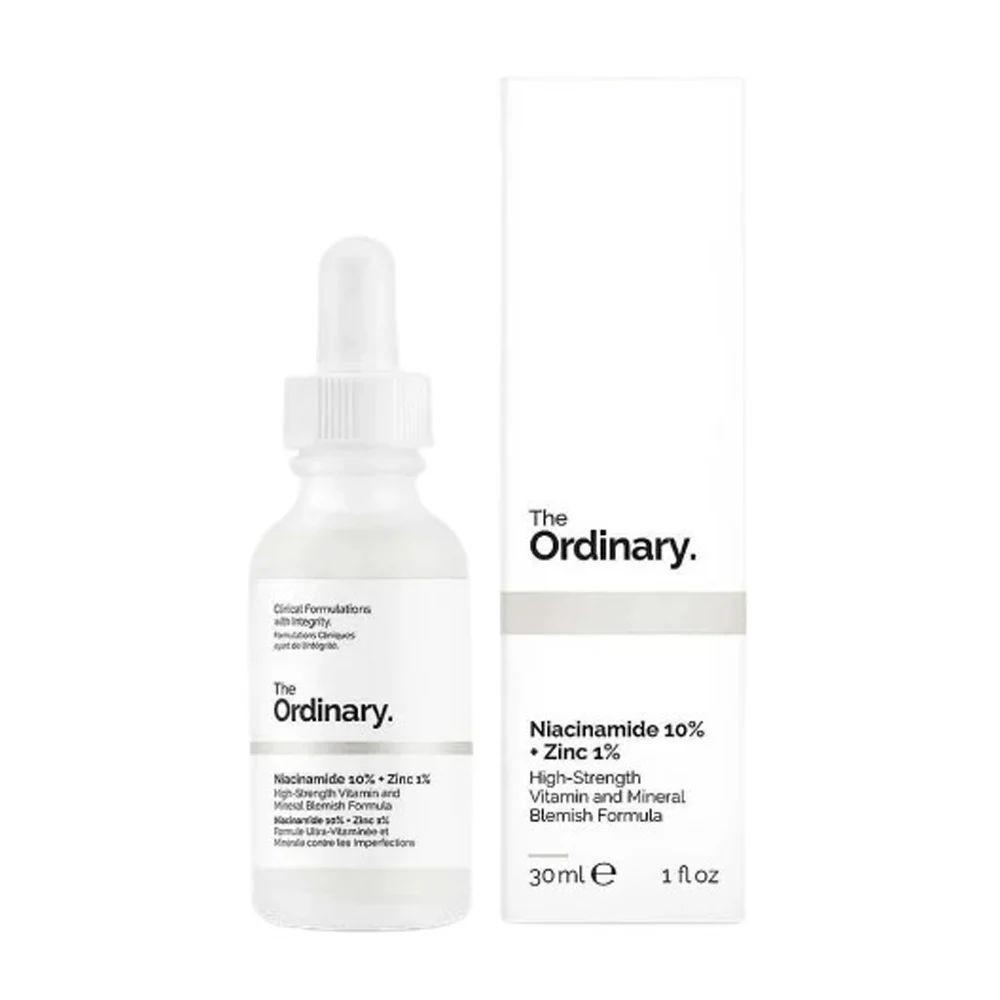 Clinical Formulations
with Integrity.
Formulations Cliniques
ayant de l'intégrité.
The
Ordinary.
Niacinamide 10% + Zinc 1%
High-Strength Vitamin and
Mineral Blemish Formula
Niacinamide 10% + Zinc 1%
Formule Ultra-Vitaminée et
Minérale contre les Imperfections
The
Ordinary.
Niacinamide 10%
+ Zinc 1%
High-Strength
Vitamin and Mineral
Blemish Formula
30 ml ℮ 1 fl oz